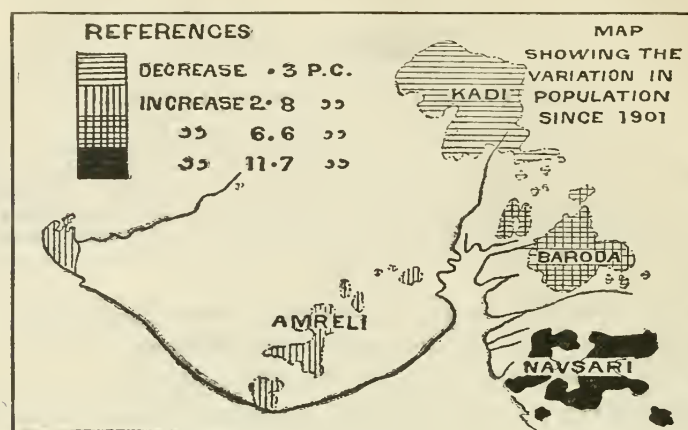 REFERENCES
DECREASE .3 P.C.
INCREASE 2.8 ,,
,, 6.6 ,,
,, 11.7 ,,
MAP
SHOWING THE
VARIATION IN
POPULATION
SINCE 1901
KADI
BARODA
AMRELI
NAVSARI